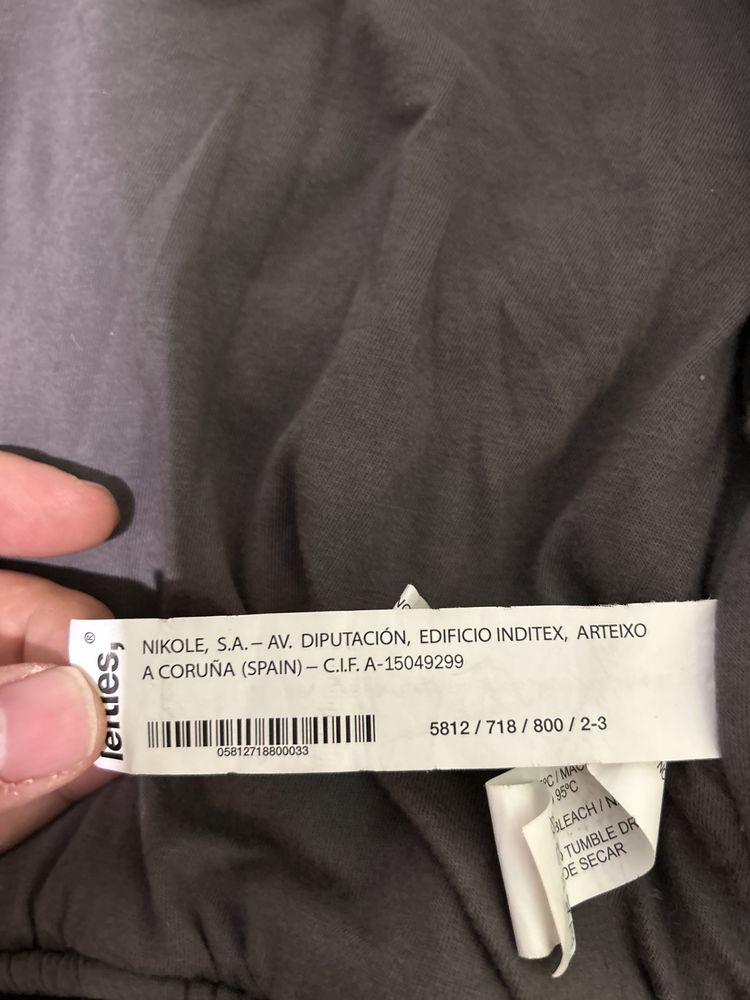 lefties,
®
NIKOLE, S.A. – AV. DIPUTACIÓN, EDIFICIO INDITEX, ARTEIXO
A CORUÑA (SPAIN) – C.I.F. A-15049299
05812718800033
5812 / 718 / 800 / 2-3
95ºC
BLEACH /
TUMBLE DR
DE SECAR